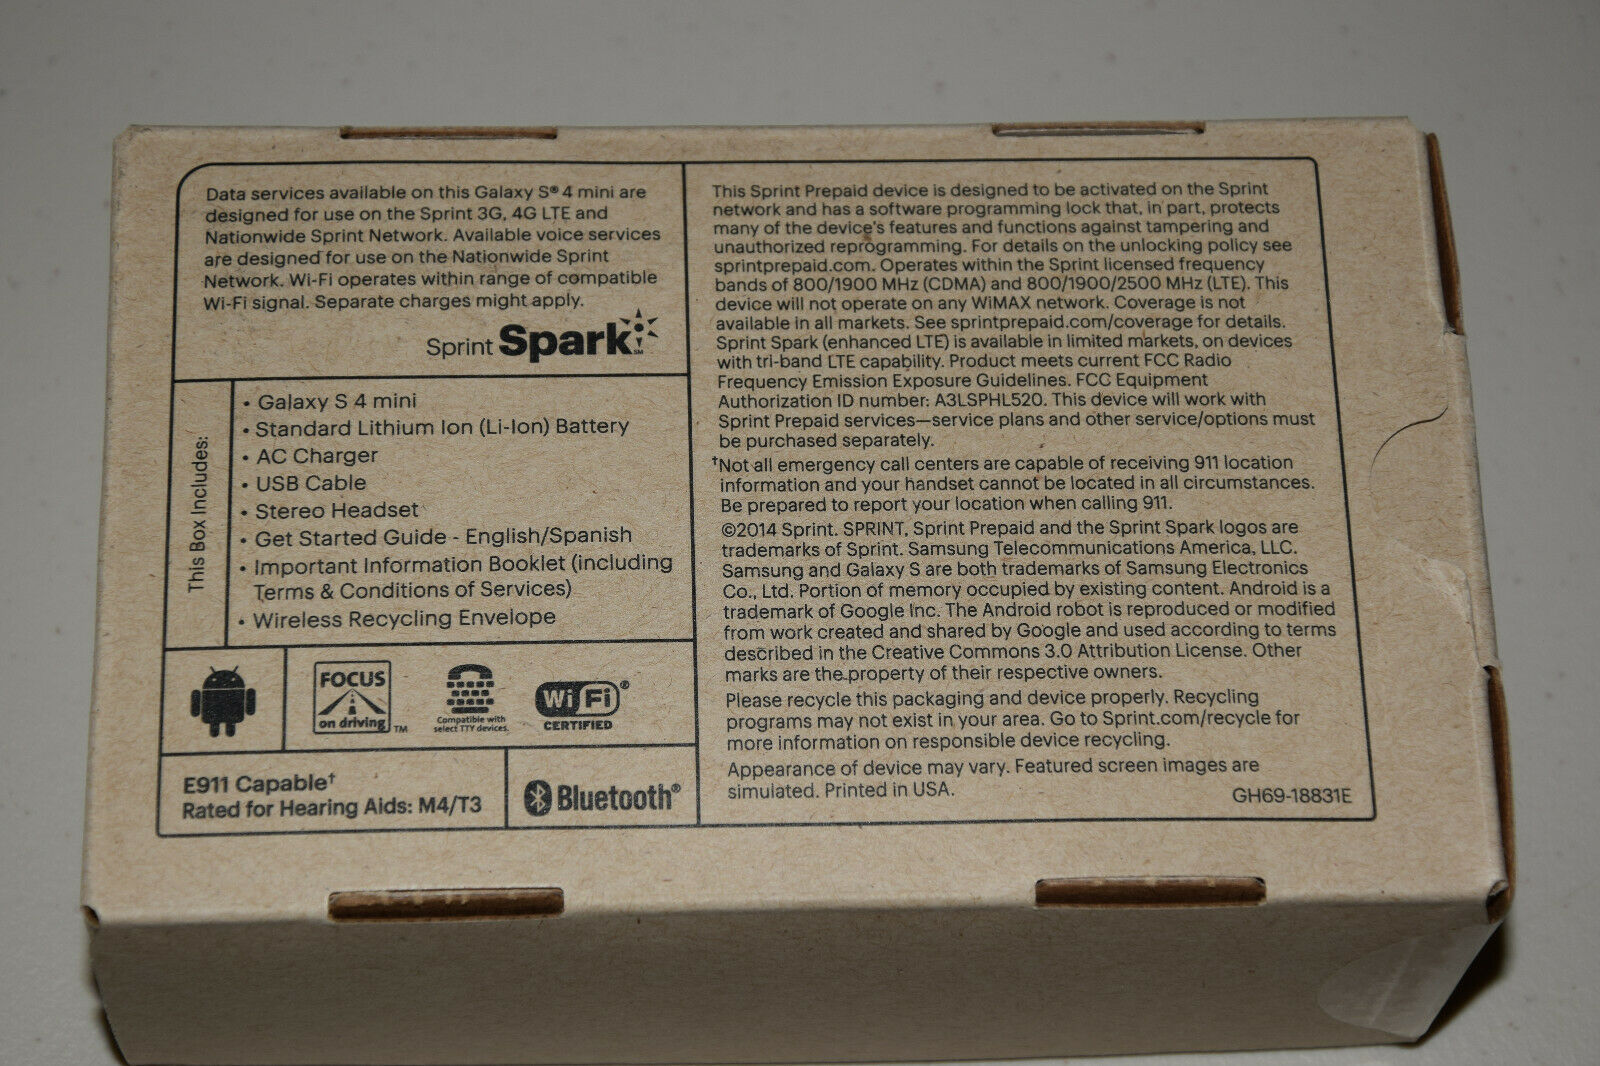 Data services available on this Galaxy S® 4 mini are
designed for use on the Sprint 3G, 4G LTE and
Nationwide Sprint Network. Available voice services
are designed for use on the Nationwide Sprint
Network. Wi-Fi operates within range of compatible
Wi-Fi signal. Separate charges might apply.
Sprint Spark℠
This Box Includes:
• Galaxy S 4 mini
• Standard Lithium Ion (Li-Ion) Battery
• AC Charger
• USB Cable
• Stereo Headset
• Get Started Guide - English/Spanish
• Important Information Booklet (including
Terms & Conditions of Services)
• Wireless Recycling Envelope
FOCUS
on driving™
Compatible with
select TTY devices.
Wi Fi®
CERTIFIED
E911 Capable†
Rated for Hearing Aids: M4/T3
Bluetooth®
This Sprint Prepaid device is designed to be activated on the Sprint
network and has a software programming lock that, in part, protects
many of the device's features and functions against tampering and
unauthorized reprogramming. For details on the unlocking policy see
sprintprepaid.com. Operates within the Sprint licensed frequency
bands of 800/1900 MHz (CDMA) and 800/1900/2500 MHz (LTE). This
device will not operate on any WiMAX network. Coverage is not
available in all markets. See sprintprepaid.com/coverage for details.
Sprint Spark (enhanced LTE) is available in limited markets, on devices
with tri-band LTE capability. Product meets current FCC Radio
Frequency Emission Exposure Guidelines. FCC Equipment
Authorization ID number: A3LSPHL520. This device will work with
Sprint Prepaid services—service plans and other service/options must
be purchased separately.
†Not all emergency call centers are capable of receiving 911 location
information and your handset cannot be located in all circumstances.
Be prepared to report your location when calling 911.
©2014 Sprint. SPRINT, Sprint Prepaid and the Sprint Spark logos are
trademarks of Sprint. Samsung Telecommunications America, LLC.
Samsung and Galaxy S are both trademarks of Samsung Electronics
Co., Ltd. Portion of memory occupied by existing content. Android is a
trademark of Google Inc. The Android robot is reproduced or modified
from work created and shared by Google and used according to terms
described in the Creative Commons 3.0 Attribution License. Other
marks are the property of their respective owners.
Please recycle this packaging and device properly. Recycling
programs may not exist in your area. Go to Sprint.com/recycle for
more information on responsible device recycling.
Appearance of device may vary. Featured screen images are
simulated. Printed in USA.
GH69-18831E